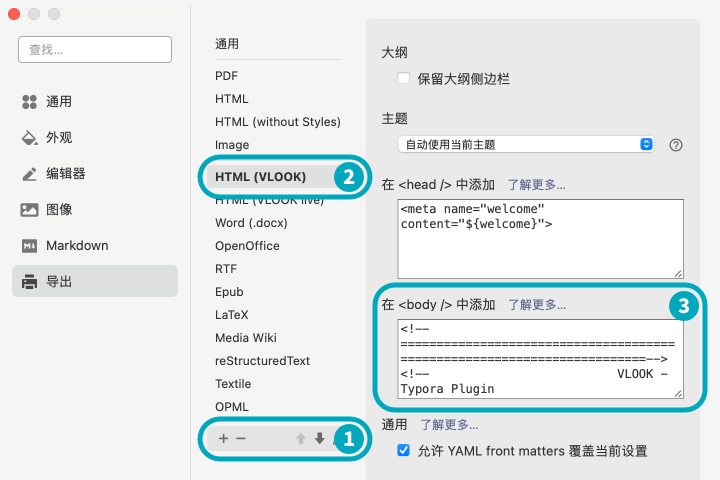 查找...
通用
外观
编辑器
图像
Markdown
导出
通用
PDF
HTML
HTML (without Styles)
Image
HTML (VLOOK)
2
HTML (VLOOK live)
Word (.docx)
OpenOffice
RTF
Epub
LaTeX
Media Wiki
reStructuredText
Textile
OPML
+ −
1
大纲
保留大纲侧边栏
主题
自动使用当前主题
?
在 <head /> 中添加 了解更多...
<meta name="welcome"
content="${welcome}">
在 <body /> 中添加 了解更多...
3
<!--
======================================
==================================-->
<!-- VLOOK -
Typora Plugin
通用 了解更多...
允许 YAML front matters 覆盖当前设置